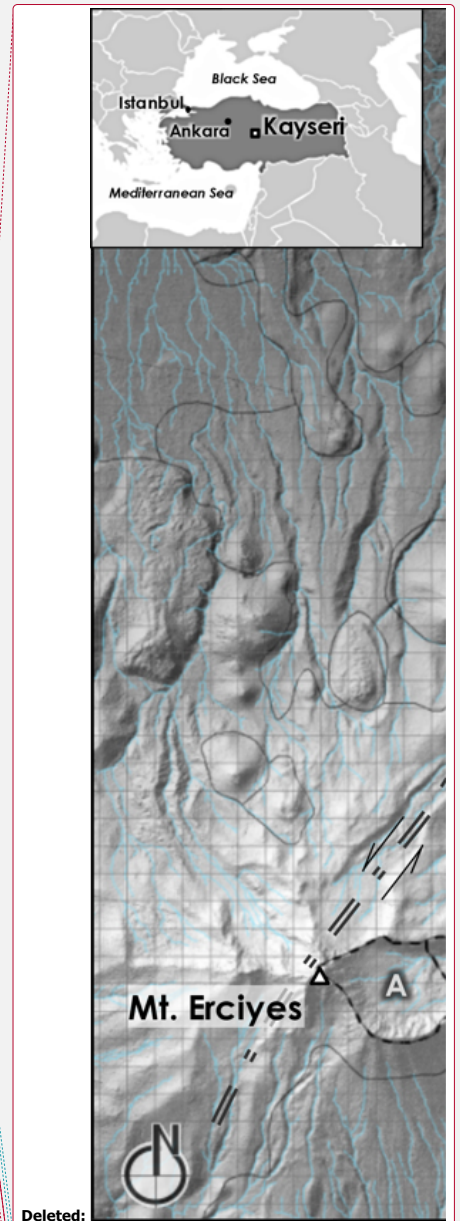 Black Sea
Istanbul
Ankara
Kayseri
Mediterranean Sea
A
Mt. Erciyes
N
Deleted: